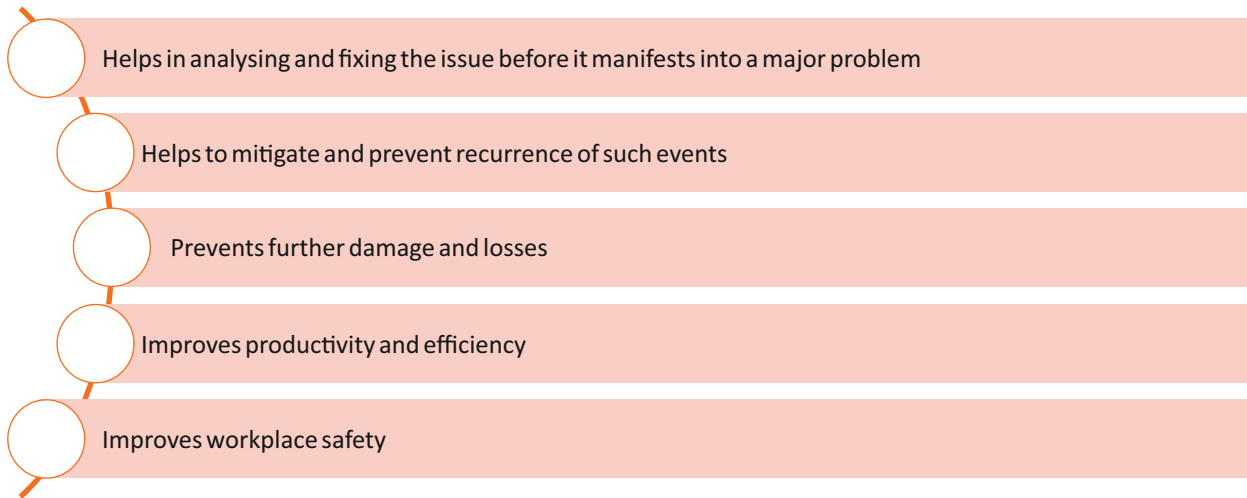 Helps in analysing and fixing the issue before it manifests into a major problem
Helps to mitigate and prevent recurrence of such events
Prevents further damage and losses
Improves productivity and efficiency
Improves workplace safety